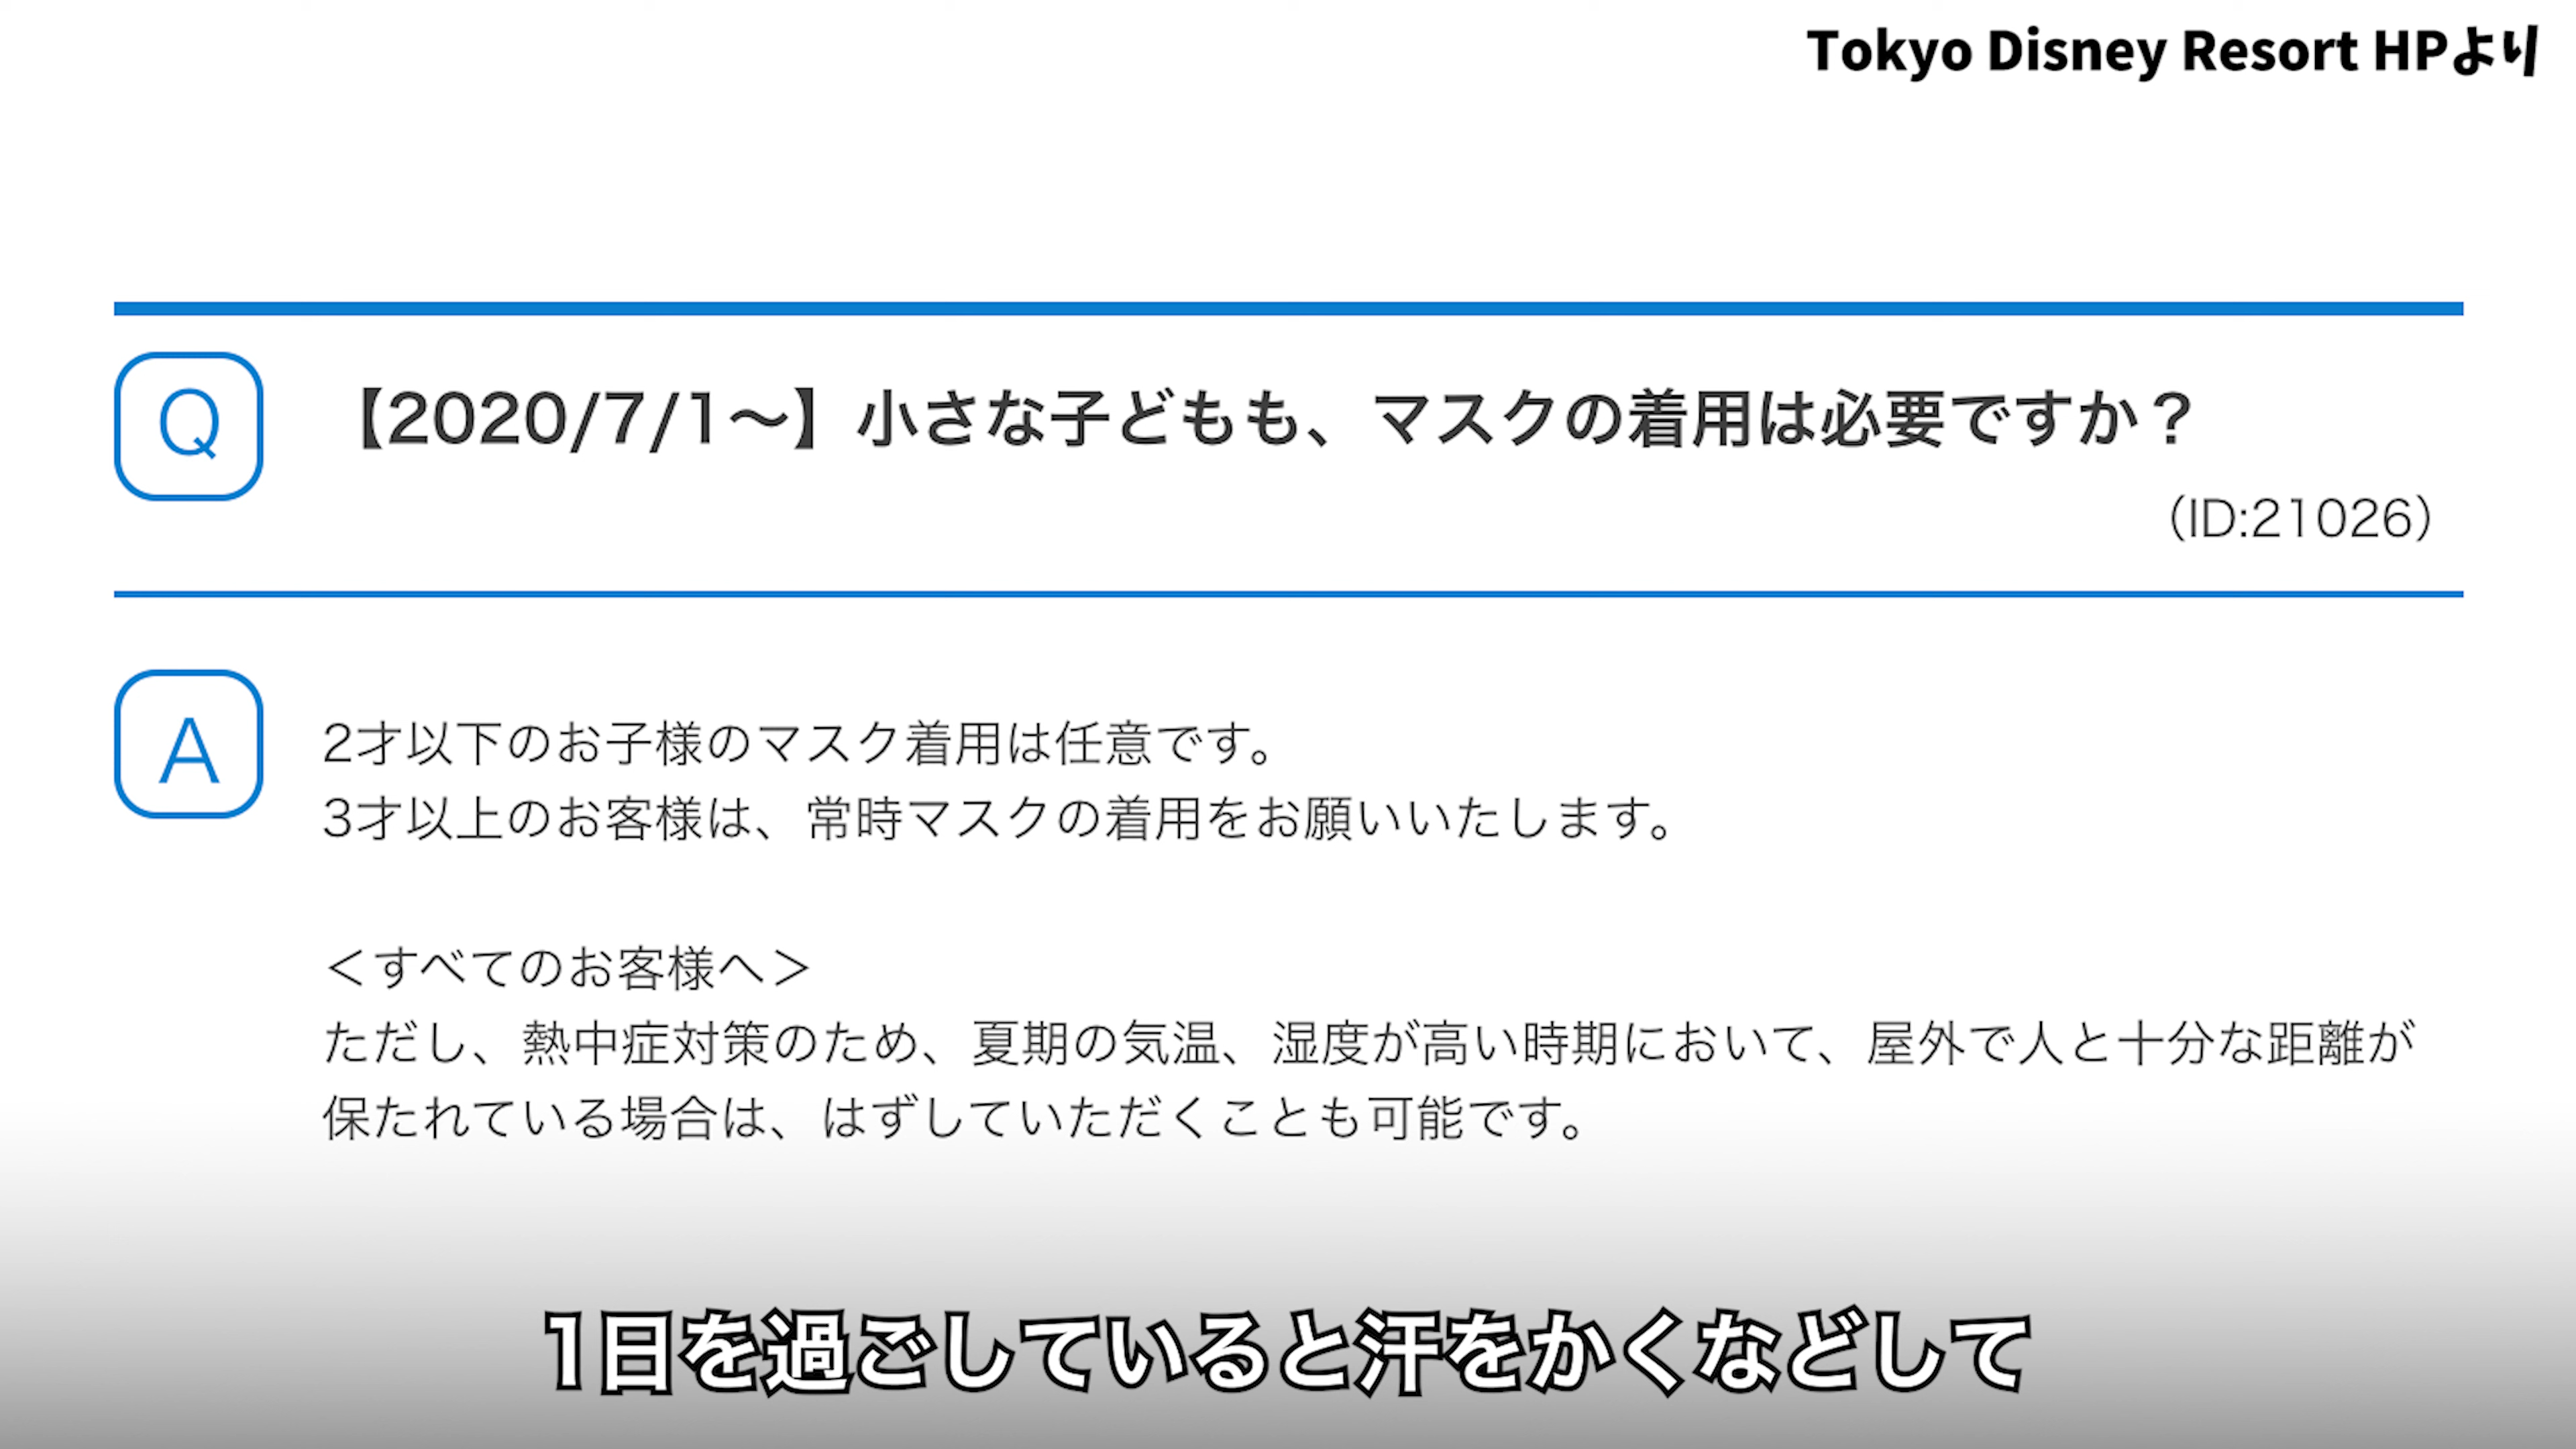 Tokyo Disney Resort HPより
Q
【2020/7/1～】小さな子どもも、マスクの着用は必要ですか？
（ID:21026）
A
2才以下のお子様のマスク着用は任意です。
3才以上のお客様は、常時マスクの着用をお願いいたします。
＜すべてのお客様へ＞
ただし、熱中症対策のため、夏期の気温、湿度が高い時期において、屋外で人と十分な距離が
保たれている場合は、はずしていただくことも可能です。
1日を過ごしていると汗をかくなどして